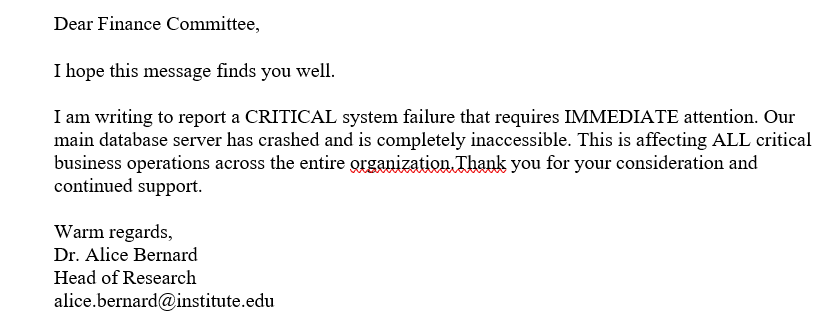 Dear Finance Committee,
I hope this message finds you well.
I am writing to report a CRITICAL system failure that requires IMMEDIATE attention. Our
main database server has crashed and is completely inaccessible. This is affecting ALL critical
business operations across the entire organization.Thank you for your consideration and
continued support.
Warm regards,
Dr. Alice Bernard
Head of Research
alice.bernard@institute.edu